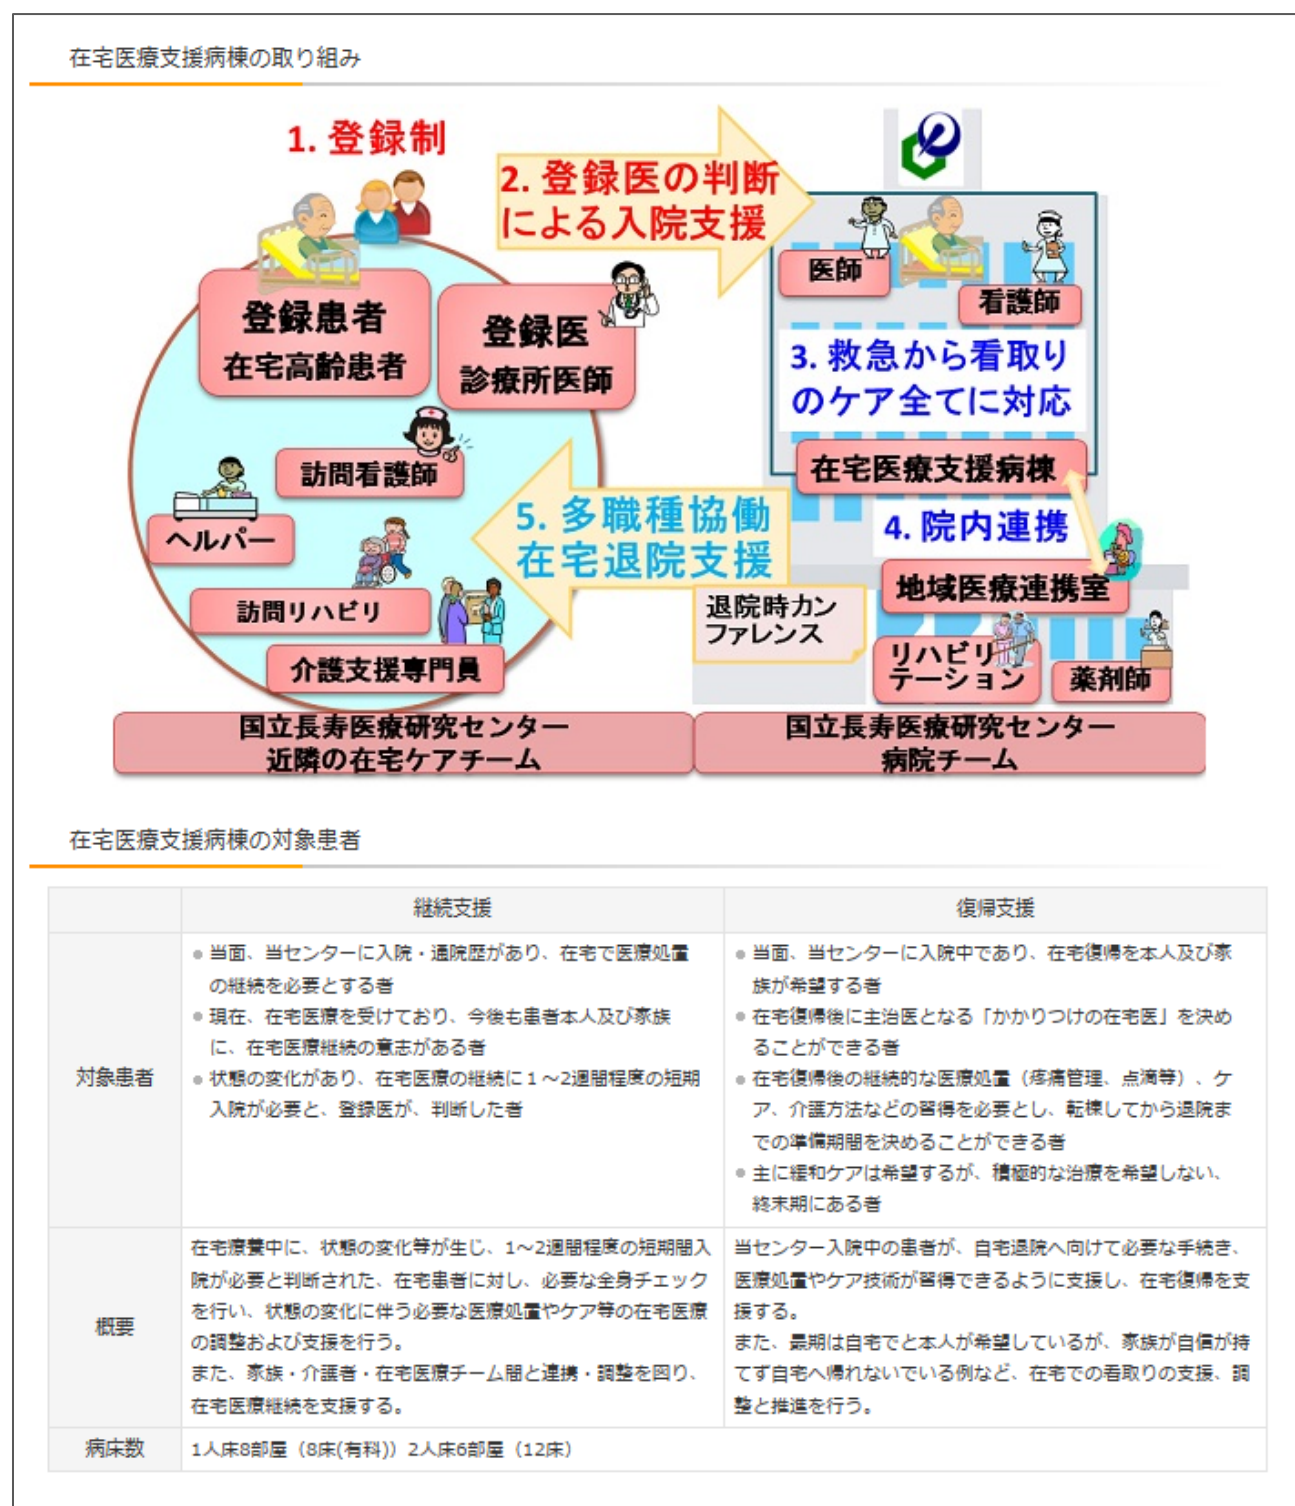 在宅医療支援病棟の取り組み
1. 登録制
2. 登録医の判断
による入院支援
医師
看護師
登録患者
在宅高齢患者
登録医
診療所医師
3. 救急から看取り
のケア全てに対応
訪問看護師
在宅医療支援病棟
ヘルパー
5. 多職種協働
在宅退院支援
4. 院内連携
訪問リハビリ
退院時カン
ファレンス
地域医療連携室
介護支援専門員
リハビリ
テーション
薬剤師
国立長寿医療研究センター
近隣の在宅ケアチーム
国立長寿医療研究センター
病院チーム
在宅医療支援病棟の対象患者
継続支援
復帰支援
対象患者
● 当面、当センターに入院・通院歴があり、在宅で医療処置
の継続を必要とする者
● 現在、在宅医療を受けており、今後も患者本人及び家族
に、在宅医療継続の意志がある者
● 状態の変化があり、在宅医療の継続に１～2週間程度の短期
入院が必要と、登録医が、判断した者
● 当面、当センターに入院中であり、在宅復帰を本人及び家
族が希望する者
● 在宅復帰後に主治医となる「かかりつけの在宅医」を決め
ることができる者
● 在宅復帰後の継続的な医療処置（疼痛管理、点滴等）、ケ
ア、介護方法などの習得を必要とし、転棟してから退院ま
での準備期間を決めることができる者
● 主に緩和ケアは希望するが、積極的な治療を希望しない、
終末期にある者
概要
在宅療養中に、状態の変化等が生じ、1～2週間程度の短期間入
院が必要と判断された、在宅患者に対し、必要な全身チェック
を行い、状態の変化に伴う必要な医療処置やケア等の在宅医療
の調整および支援を行う。
また、家族・介護者・在宅医療チーム間と連携・調整を図り、
在宅医療継続を支援する。
当センター入院中の患者が、自宅退院へ向けて必要な手続き、
医療処置やケア技術が習得できるように支援し、在宅復帰を支
援する。
また、最期は自宅でと本人が希望しているが、家族が自信が持
てず自宅へ帰れないでいる例など、在宅での看取りの支援、調
整と推進を行う。
病床数
1人床8部屋（8床(有料)）2人床6部屋（12床）